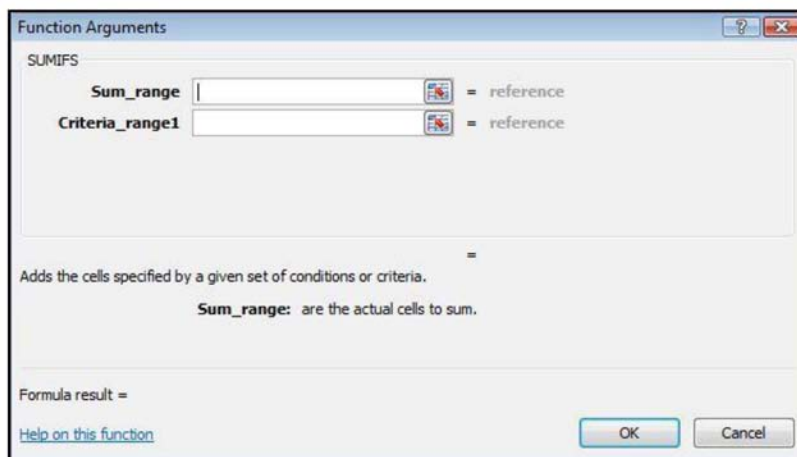 Function Arguments
SUMIFS
Sum_range = reference
Criteria_range1 = reference
=
Adds the cells specified by a given set of conditions or criteria.
Sum_range: are the actual cells to sum.
Formula result =
Help on this function
OK Cancel